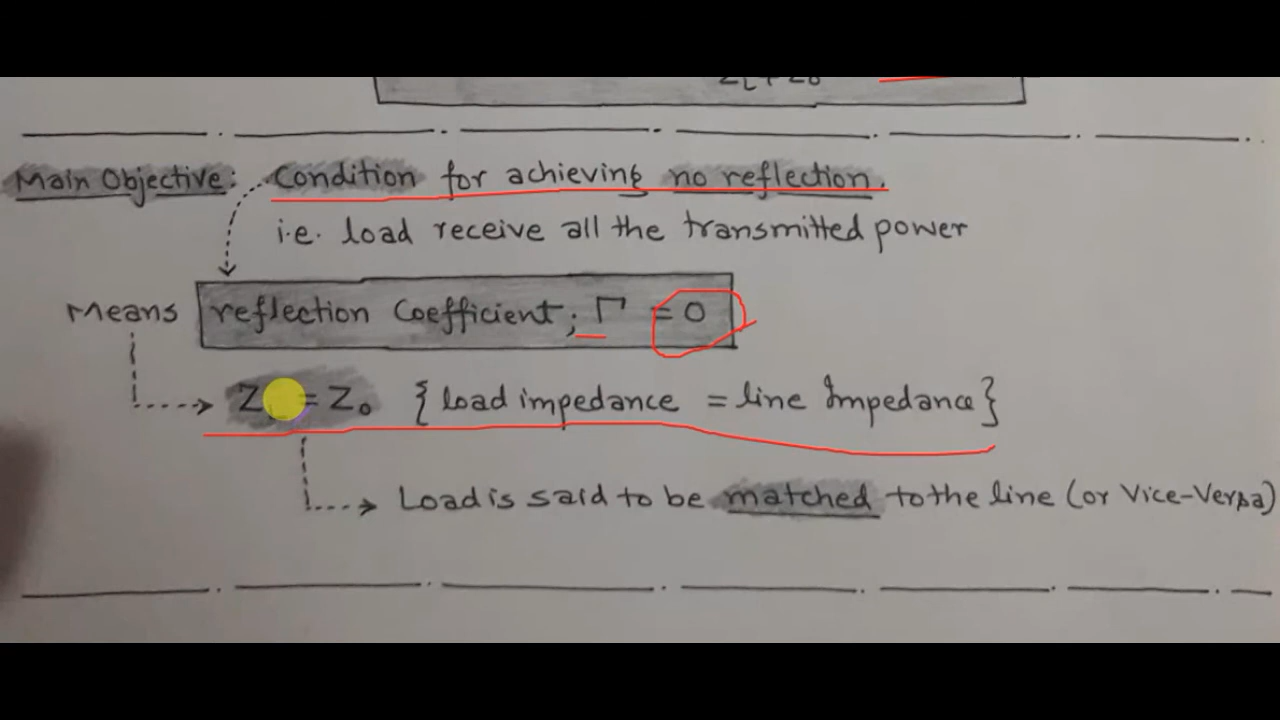 Main Objective: Condition for achieving no reflection.
i.e. load receive all the transmitted power
Means reflection Coefficient; Γ = 0
Z = Z₀ {load impedance = line Impedance}
Load is said to be matched to the line (or Vice-Versa)